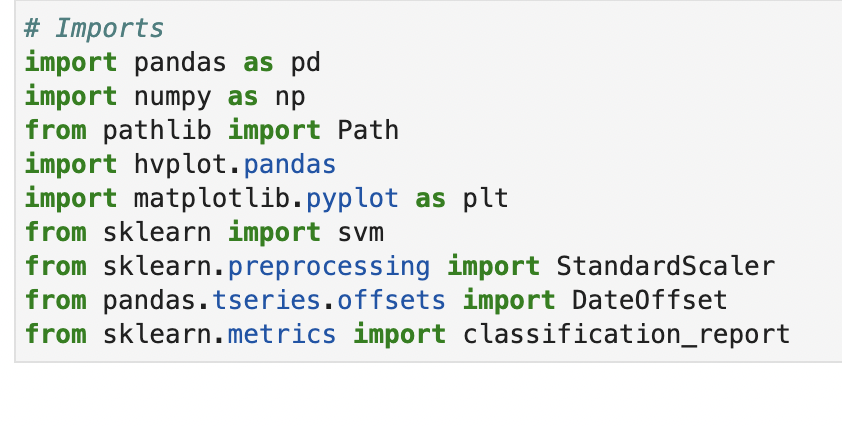 # Imports
import pandas as pd
import numpy as np
from pathlib import Path
import hvplot.pandas
import matplotlib.pyplot as plt
from sklearn import svm
from sklearn.preprocessing import StandardScaler
from pandas.tseries.offsets import DateOffset
from sklearn.metrics import classification_report